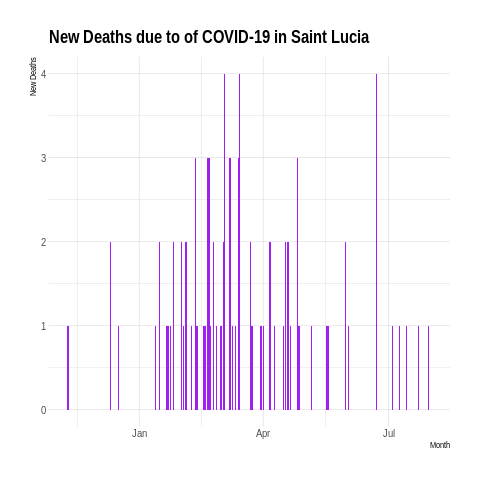 New Deaths due to of COVID-19 in Saint Lucia
New Deaths
4
3
2
1
0
Jan Apr Jul
Month